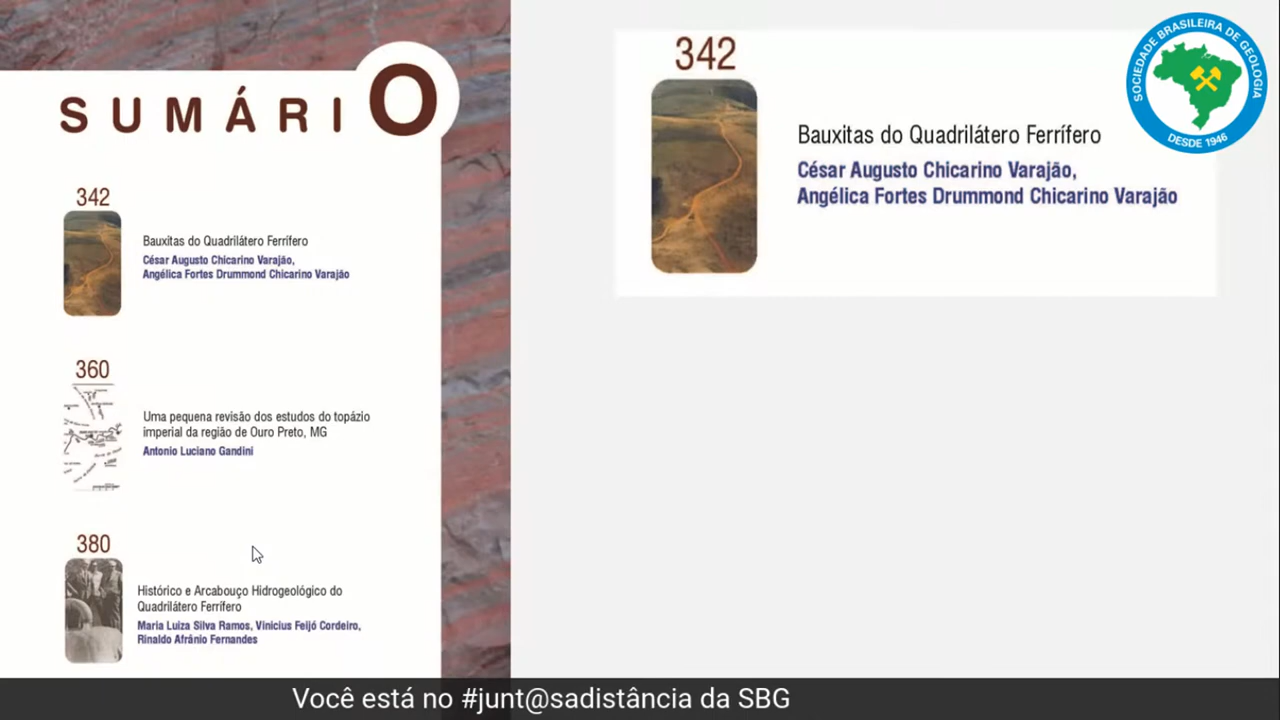 SUMÁRIO
342
Bauxitas do Quadrilátero Ferrífero
César Augusto Chicarino Varajão,
Angélica Fortes Drummond Chicarino Varajão
360
Uma pequena revisão dos estudos do topázio
imperial da região de Ouro Preto, MG
Antonio Luciano Gandini
380
Histórico e Arcabouço Hidrogeológico do
Quadrilátero Ferrífero
Maria Luiza Silva Ramos, Vinícius Feijó Cordeiro,
Rinaldo Afrânio Fernandes
342
Bauxitas do Quadrilátero Ferrífero
César Augusto Chicarino Varajão,
Angélica Fortes Drummond Chicarino Varajão
SOCIEDADE BRASILEIRA DE GEOLOGIA
DESDE 1946
Você está no #junt@sadistância da SBG